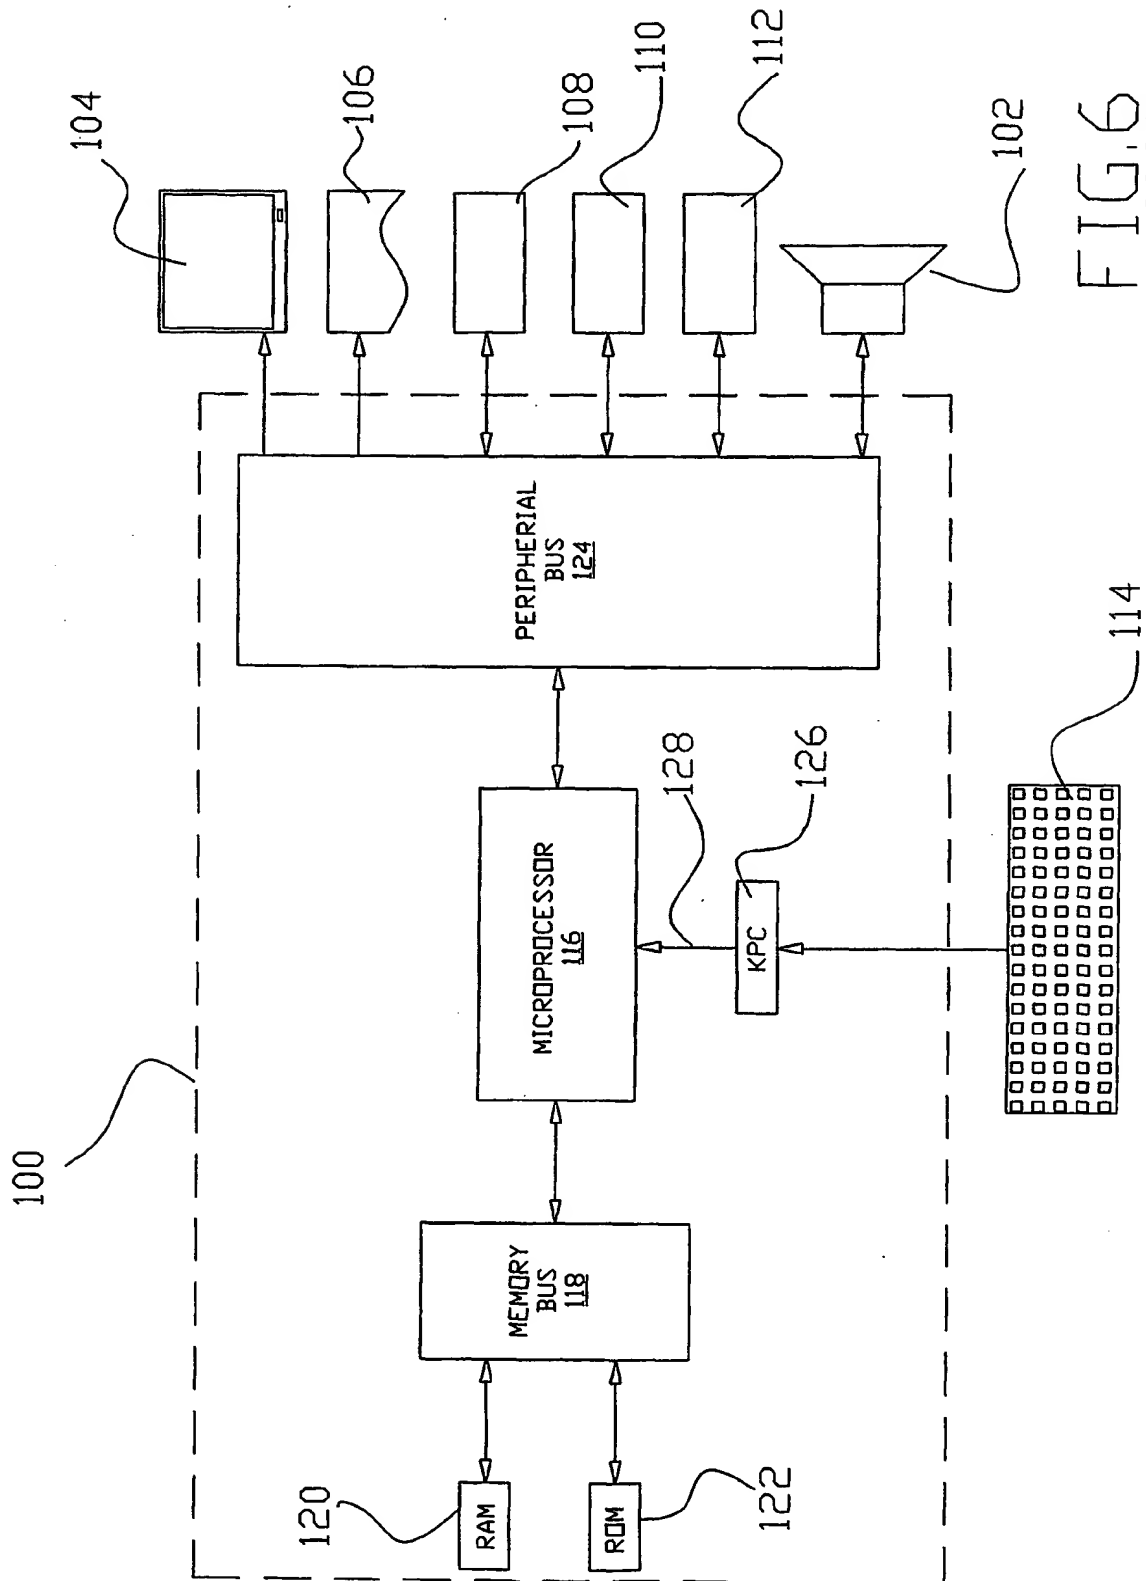 100
104
106
108
110
112
102
PERIPHERIAL
BUS
124
MICROPROCESSOR
116
128
126
KPC
114
MEMORY
BUS
118
120
RAM
ROM
122
FIG.6